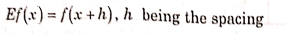 Ef(x) = f(x + h), h being the spacing